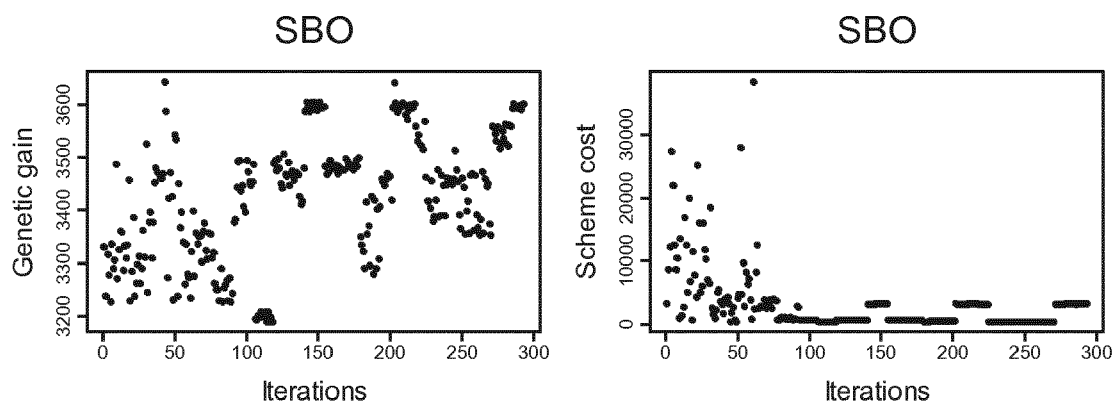 SBO
Genetic gain
3200 3300 3400 3500 3600
0 50 100 150 200 250 300
Iterations
SBO
Scheme cost
0 10000 20000 30000
0 50 100 150 200 250 300
Iterations